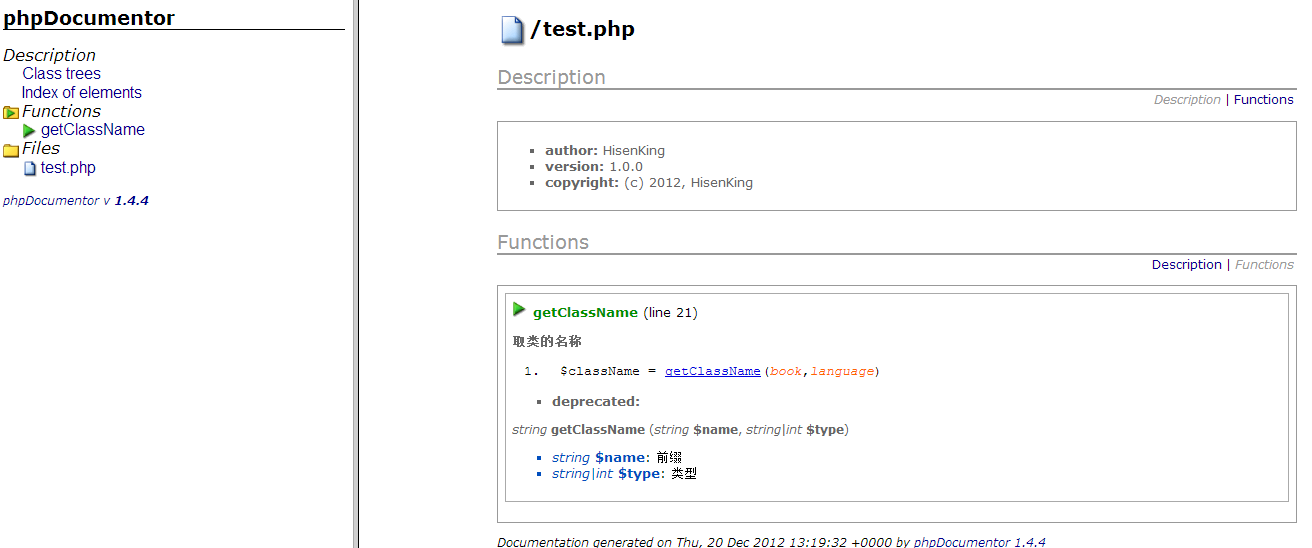 phpDocumentor
Description
Class trees
Index of elements
Functions
getClassName
Files
test.php
phpDocumentor v 1.4.4
/test.php
Description
Description | Functions
author: HisenKing
version: 1.0.0
copyright: (c) 2012, HisenKing
Functions
Description | Functions
getClassName (line 21)
取类的名称
1. $className = getClassName(book,language)
deprecated:
string getClassName (string $name, string|int $type)
string $name: 前缀
string|int $type: 类型
Documentation generated on Thu, 20 Dec 2012 13:19:32 +0000 by phpDocumentor 1.4.4